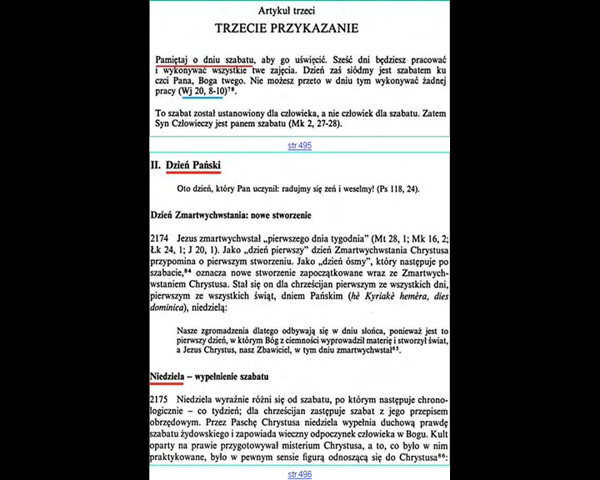 Artykuł trzeci
TRZECIE PRZYKAZANIE
Pamiętaj o dniu szabatu, aby go uświęcić. Sześć dni będziesz pracować
i wykonywać wszystkie twe zajęcia. Dzień zaś siódmy jest szabatem ku
czci Pana, Boga twego. Nie możesz przeto w dniu tym wykonywać żadnej
pracy (Wj 20, 8-10)⁷⁸.
To szabat został ustanowiony dla człowieka, a nie człowiek dla szabatu. Zatem
Syn Człowieczy jest panem szabatu (Mk 2, 27-28).
str.495
II. Dzień Pański
Oto dzień, który Pan uczynił: radujmy się zeń i weselmy! (Ps 118, 24).
Dzień Zmartwychwstania: nowe stworzenie
2174 Jezus zmartwychwstał „pierwszego dnia tygodnia” (Mt 28, 1; Mk 16, 2;
Łk 24, 1; J 20, 1). Jako „dzień pierwszy” dzień Zmartwychwstania Chrystusa
przypomina o pierwszym stworzeniu. Jako „dzień ósmy”, który następuje po
szabacie,⁸⁴ oznacza nowe stworzenie zapoczątkowane wraz ze Zmartwych-
wstaniem Chrystusa. Stał się on dla chrześcijan pierwszym ze wszystkich dni,
pierwszym ze wszystkich świąt, dniem Pańskim (hè Kyriakè heméra, dies
dominica), niedzielą:
Nasze zgromadzenia dlatego odbywają się w dniu słońca, ponieważ jest to
pierwszy dzień, w którym Bóg z ciemności wyprowadził materię i stworzył świat,
a Jezus Chrystus, nasz Zbawiciel, w tym dniu zmartwychwstał⁸⁵.
Niedziela – wypełnienie szabatu
2175 Niedziela wyraźnie różni się od szabatu, po którym następuje chrono-
logicznie – co tydzień; dla chrześcijan zastępuje szabat z jego przepisem
obrzędowym. Przez Paschę Chrystusa niedziela wypełnia duchową prawdę
szabatu żydowskiego i zapowiada wieczny odpoczynek człowieka w Bogu. Kult
oparty na prawie przygotowywał misterium Chrystusa, a to, co było w nim
praktykowane, było w pewnym sensie figurą odnoszącą się do Chrystusa⁸⁶:
str.496